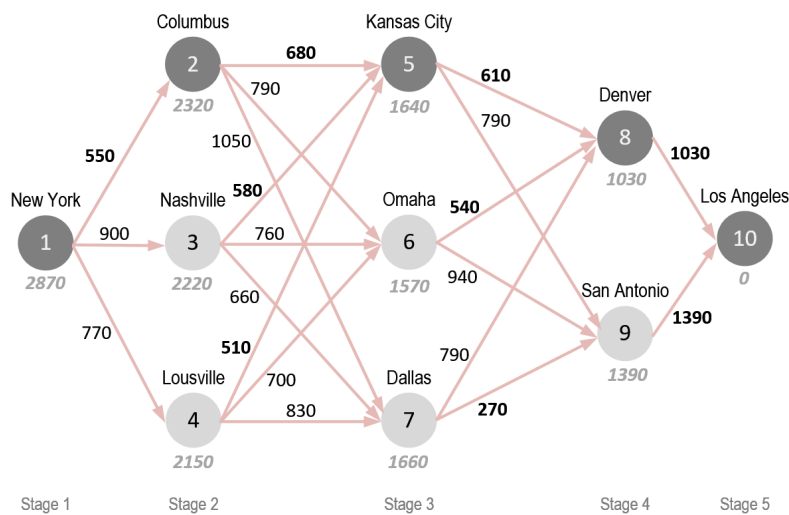 Columbus
Kansas City
2
680
5
2320
790
1640
610
Denver
1050
790
8
550
1030
1030
New York
Nashville
580
Omaha
540
Los Angeles
1
900
3
760
6
10
2870
2220
1570
0
660
940
San Antonio
770
510
9
1390
Lousville
700
Dallas
790
1390
4
830
7
270
2150
1660
Stage 1
Stage 2
Stage 3
Stage 4
Stage 5